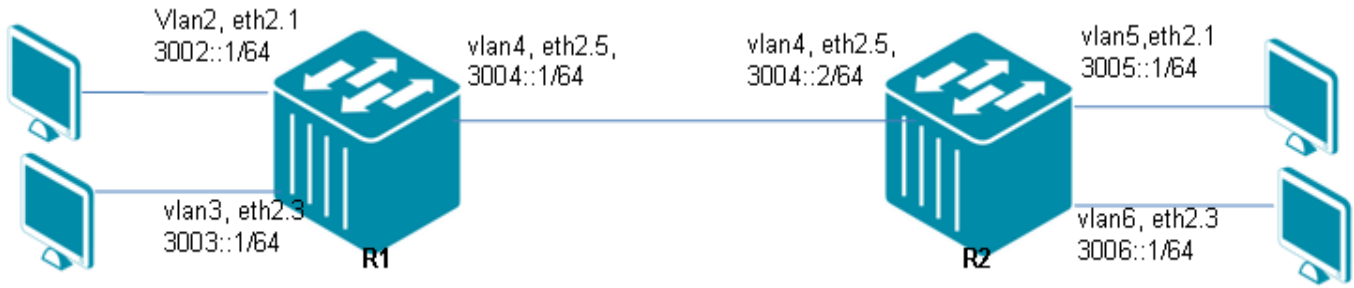 Vlan2, eth2.1
3002::1/64
vlan4, eth2.5,
3004::1/64
vlan4, eth2.5,
3004::2/64
vlan5,eth2.1
3005::1/64
vlan3, eth2.3
3003::1/64
R1
R2
vlan6, eth2.3
3006::1/64